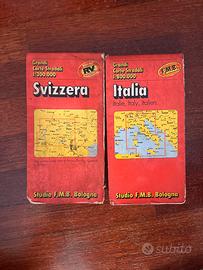 Grandi
Carte Stradali
1:300.000
RV
Svizzera
Studio F.M.B. Bologna
Grandi
Carte Stradali
1:800.000
F.M.B.
Italia
Italie, Italy, Italien
Studio F.M.B. Bologna
subito